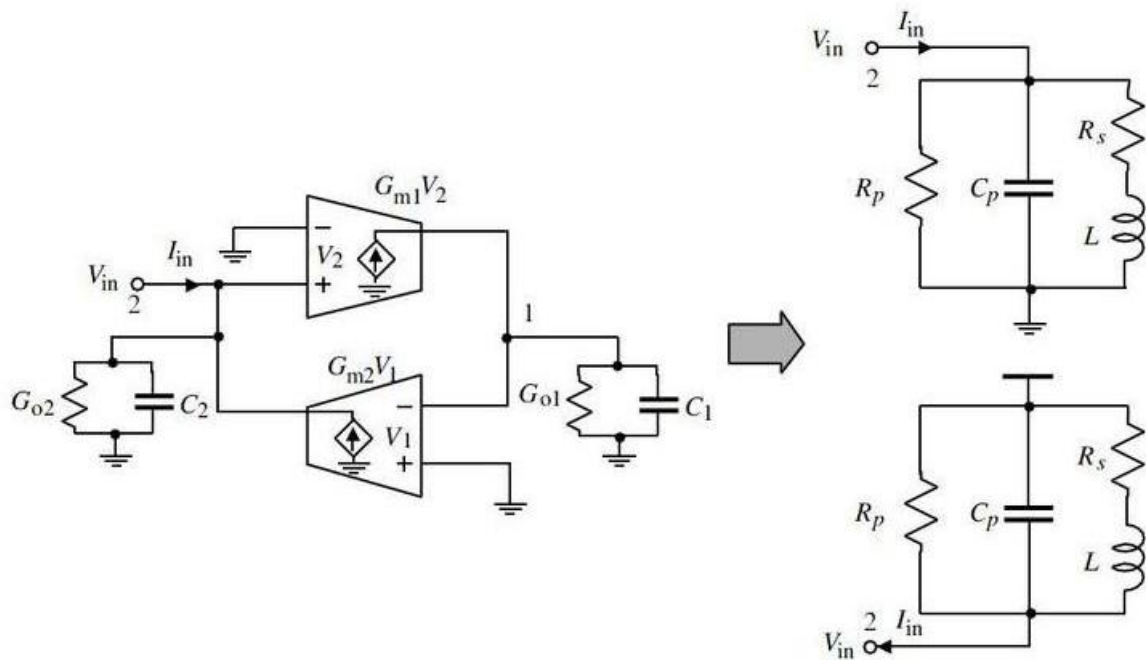 G_m1V_2
−
V_2
+
I_in
V_in
2
1
G_m2V_1
−
V_1
+
G_o2
C_2
G_o1
C_1
V_in
I_in
2
R_p
C_p
R_s
L
R_p
C_p
R_s
L
2
I_in
V_in